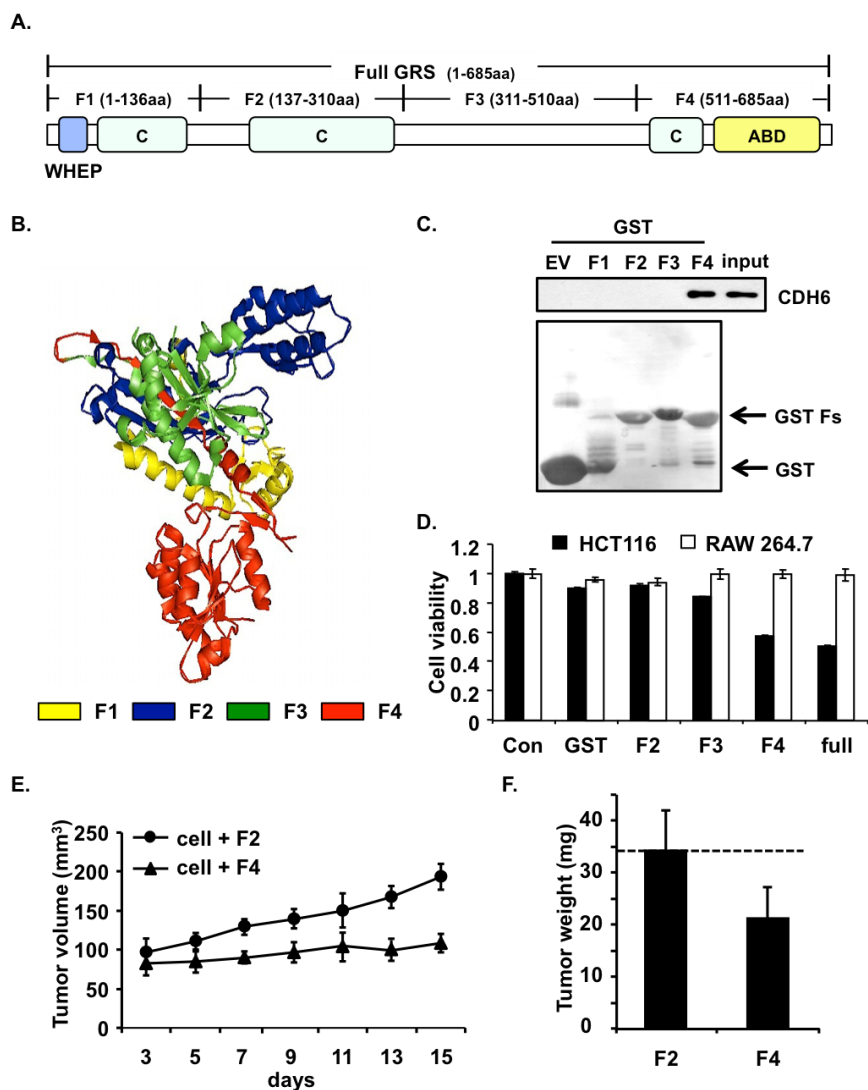 A.
Full GRS (1-685aa)
F1 (1-136aa) F2 (137-310aa) F3 (311-510aa) F4 (511-685aa)
C C C ABD
WHEP
B.
F1 F2 F3 F4
C.
GST
EV F1 F2 F3 F4 input
CDH6
GST Fs
GST
D.
HCT116 RAW 264.7
Cell viability
1.2
1
0.8
0.6
0.4
0.2
0
Con GST F2 F3 F4 full
E.
Tumor volume (mm³)
250
200
150
100
50
0
cell + F2
cell + F4
3 5 7 9 11 13 15
days
F.
Tumor weight (mg)
40
30
20
30
0
F2 F4